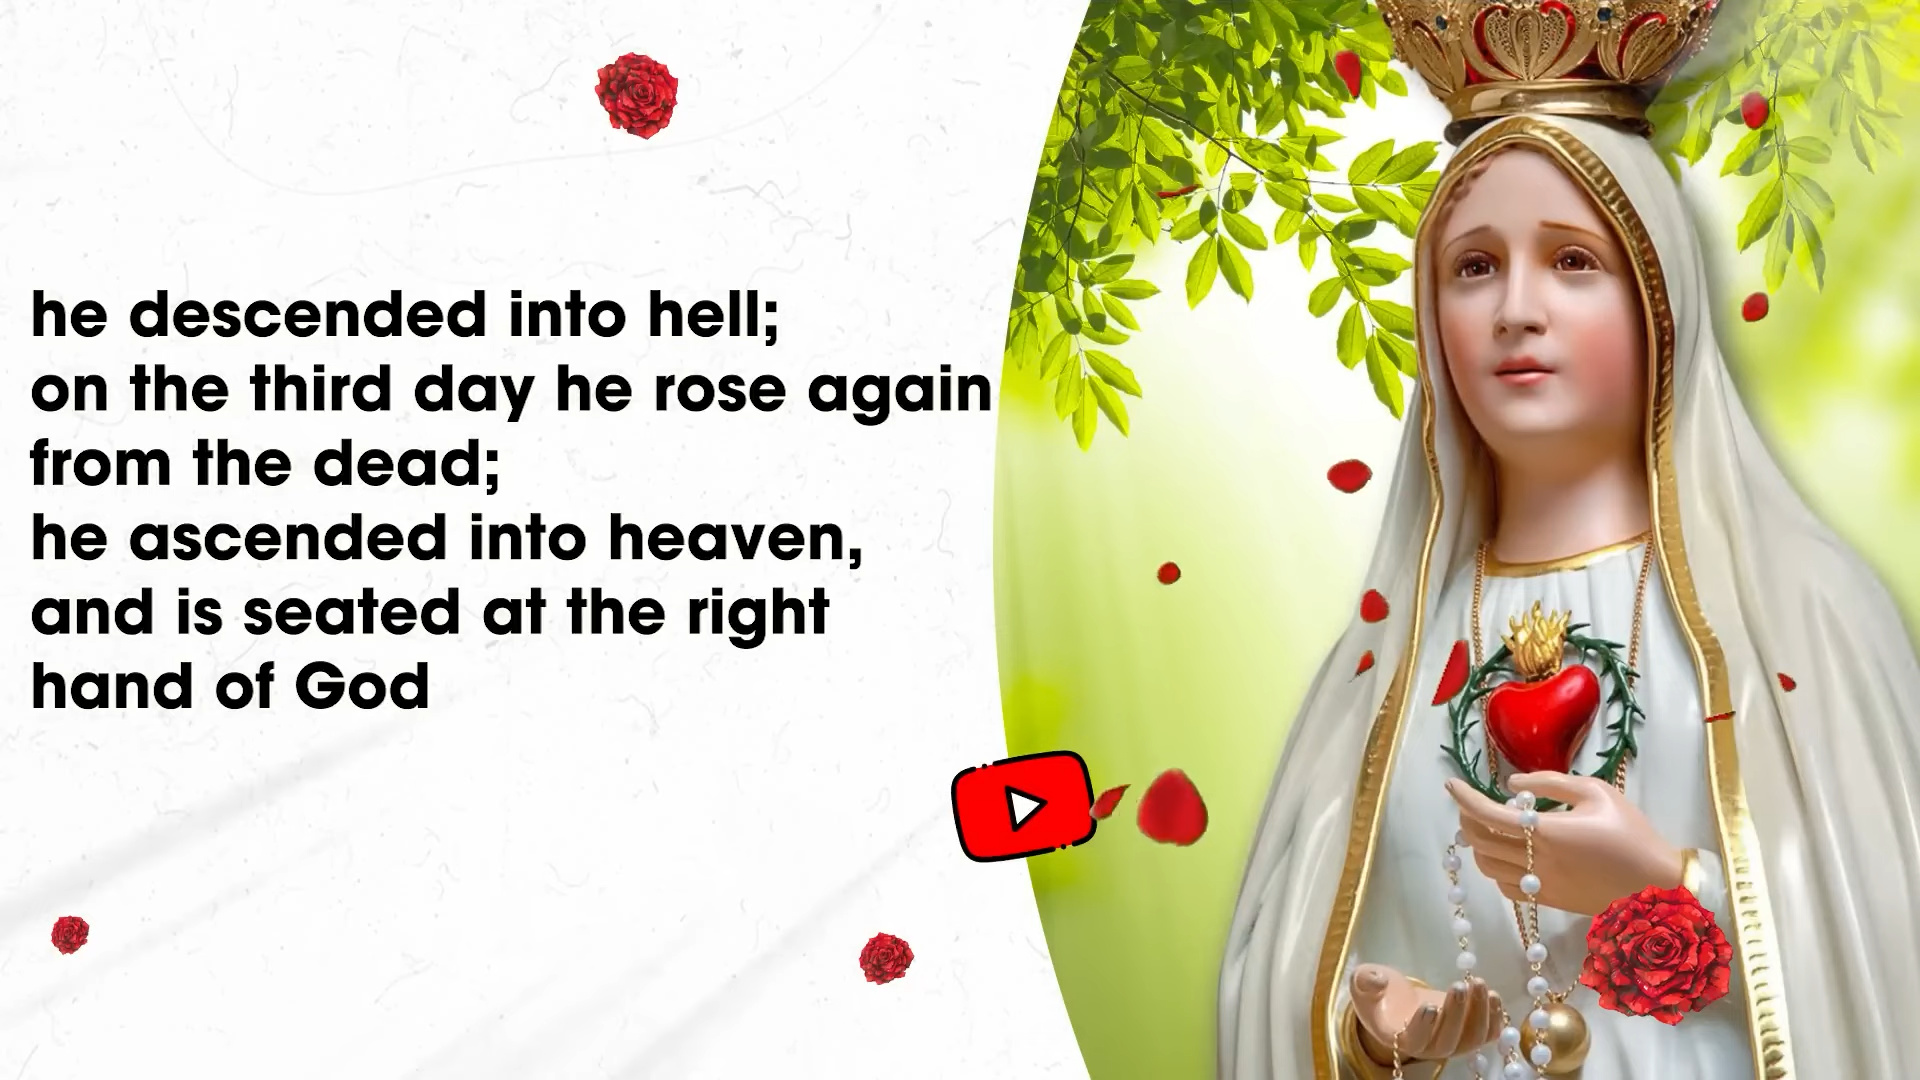 he descended into hell;
on the third day he rose again
from the dead;
he ascended into heaven,
and is seated at the right
hand of God